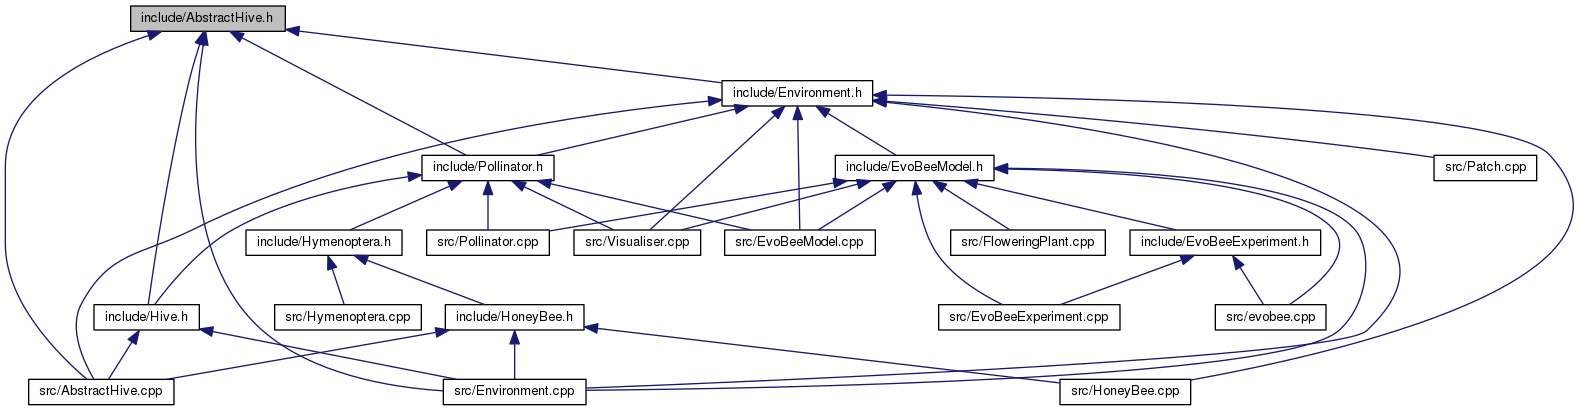 include/AbstractHive.h
include/Environment.h
include/Pollinator.h
include/EvoBeeModel.h
src/Patch.cpp
include/Hymenoptera.h
src/Pollinator.cpp
src/Visualiser.cpp
src/EvoBeeModel.cpp
src/FloweringPlant.cpp
include/EvoBeeExperiment.h
include/Hive.h
src/Hymenoptera.cpp
include/HoneyBee.h
src/EvoBeeExperiment.cpp
src/evobee.cpp
src/AbstractHive.cpp
src/Environment.cpp
src/HoneyBee.cpp